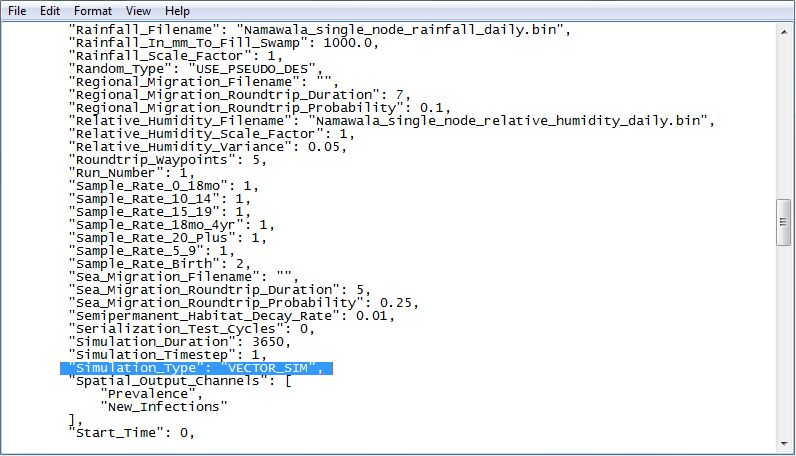 File Edit Format View Help
"Rainfall_Filename": "Namawala_single_node_rainfall_daily.bin",
"Rainfall_In_mm_To_Fill_Swamp": 1000.0,
"Rainfall_Scale_Factor": 1,
"Random_Type": "USE_PSEUDO_DES",
"Regional_Migration_Filename": "",
"Regional_Migration_Roundtrip_Duration": 7,
"Regional_Migration_Roundtrip_Probability": 0.1,
"Relative_Humidity_Filename": "Namawala_single_node_relative_humidity_daily.bin",
"Relative_Humidity_Scale_Factor": 1,
"Relative_Humidity_Variance": 0.05,
"Roundtrip_Waypoints": 5,
"Run_Number": 1,
"Sample_Rate_0_18mo": 1,
"Sample_Rate_10_14": 1,
"Sample_Rate_15_19": 1,
"Sample_Rate_18mo_4yr": 1,
"Sample_Rate_20_Plus": 1,
"Sample_Rate_5_9": 1,
"Sample_Rate_Birth": 2,
"Sea_Migration_Filename": "",
"Sea_Migration_Roundtrip_Duration": 5,
"Sea_Migration_Roundtrip_Probability": 0.25,
"Semipermanent_Habitat_Decay_Rate": 0.01,
"Serialization_Test_Cycles": 0,
"Simulation_Duration": 3650,
"Simulation_Timestep": 1,
"Simulation_Type": "VECTOR_SIM",
"Spatial_Output_Channels": [
"Prevalence",
"New_Infections"
],
"Start_Time": 0,